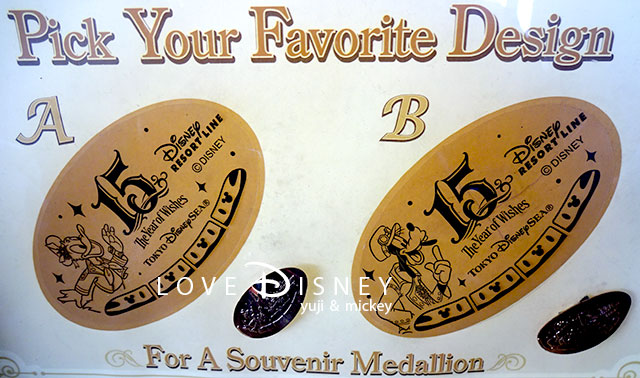 Pick Your Favorite Design
A
15
Disney
RESORT LINE
© DISNEY
The Year of Wishes
TOKYO DISNEYSEA®
B
15
Disney
RESORT LINE
© DISNEY
The Year of Wishes
TOKYO DISNEYSEA®
LOVE DISNEY
yuji & mickey
For A Souvenir Medallion